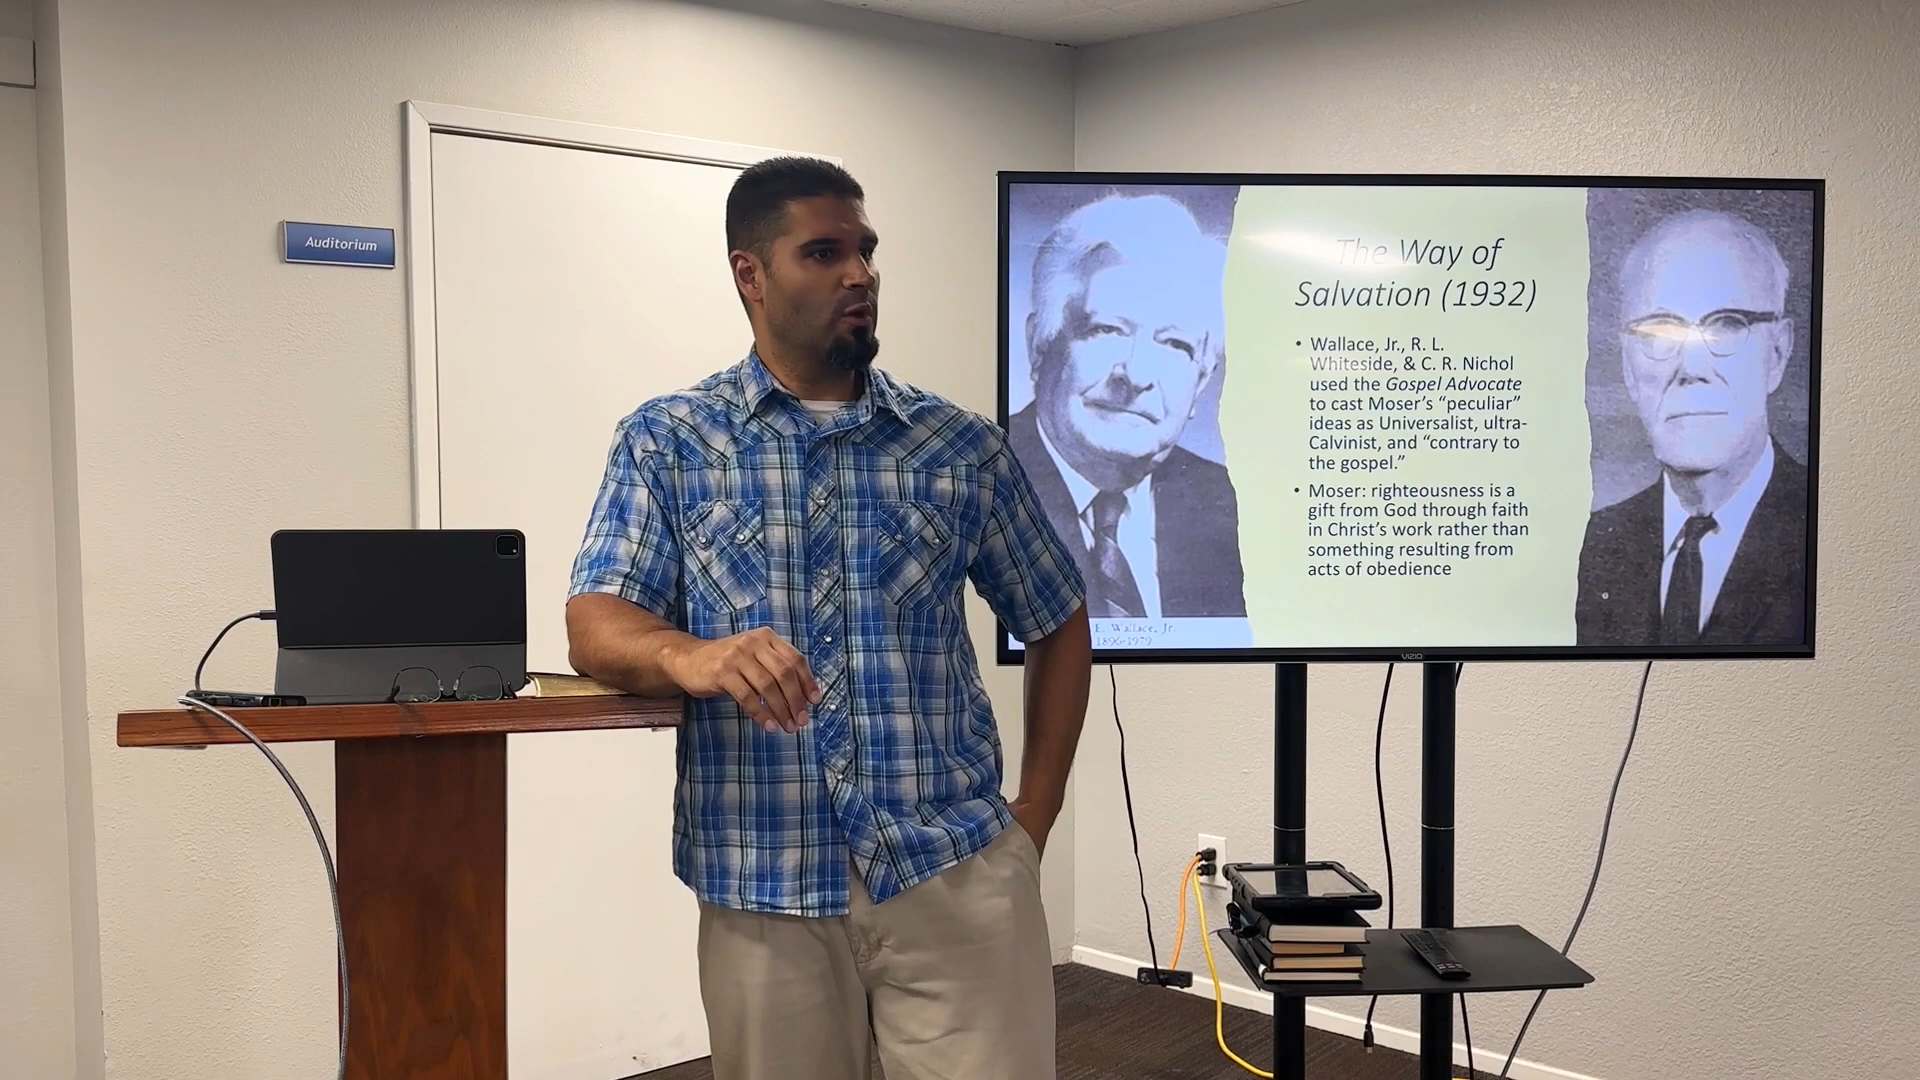 Auditorium
The Way of
Salvation (1932)
• Wallace, Jr., R. L.
Whiteside, & C. R. Nichol
used the Gospel Advocate
to cast Moser’s “peculiar”
ideas as Universalist, ultra-
Calvinist, and “contrary to
the gospel.”
• Moser: righteousness is a
gift from God through faith
in Christ’s work rather than
something resulting from
acts of obedience
E. Wallace, Jr.
1896-1979
VIZIO